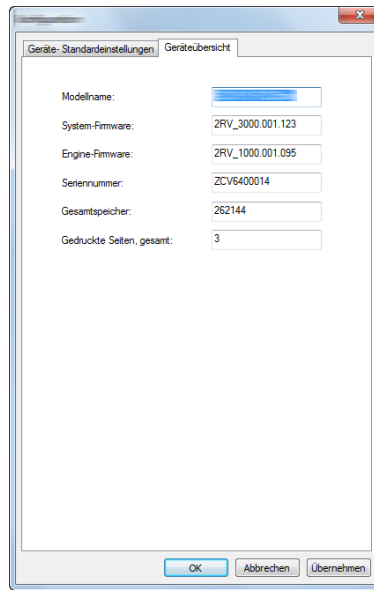 Geräte- Standardeinstellungen Geräteübersicht
Modellname:
System-Firmware: 2RV_3000.001.123
Engine-Firmware: 2RV_1000.001.095
Seriennummer: ZCV6400014
Gesamtspeicher: 262144
Gedruckte Seiten, gesamt: 3
OK Abbrechen Übernehmen